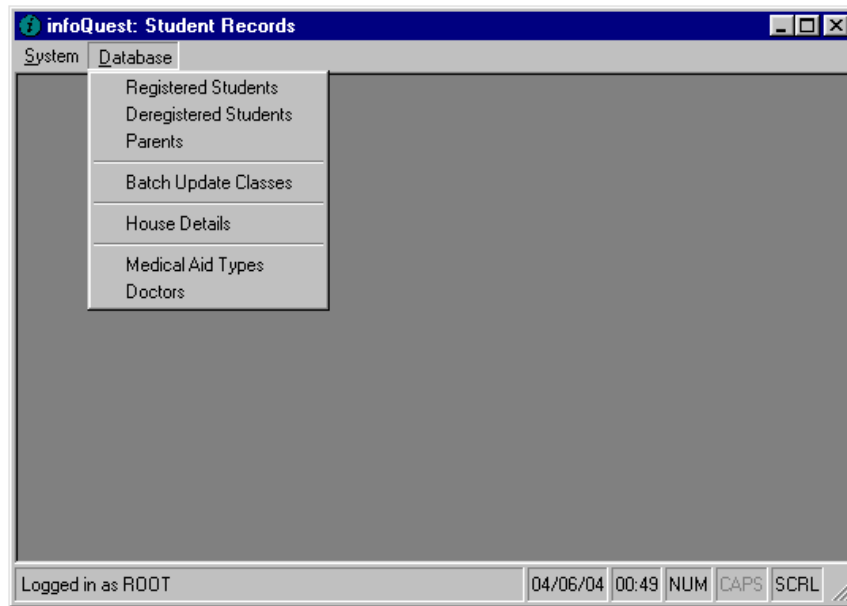 infoQuest: Student Records
System Database
Registered Students
Deregistered Students
Parents
Batch Update Classes
House Details
Medical Aid Types
Doctors
Logged in as ROOT 04/06/04 00:49 NUM CAPS SCRL